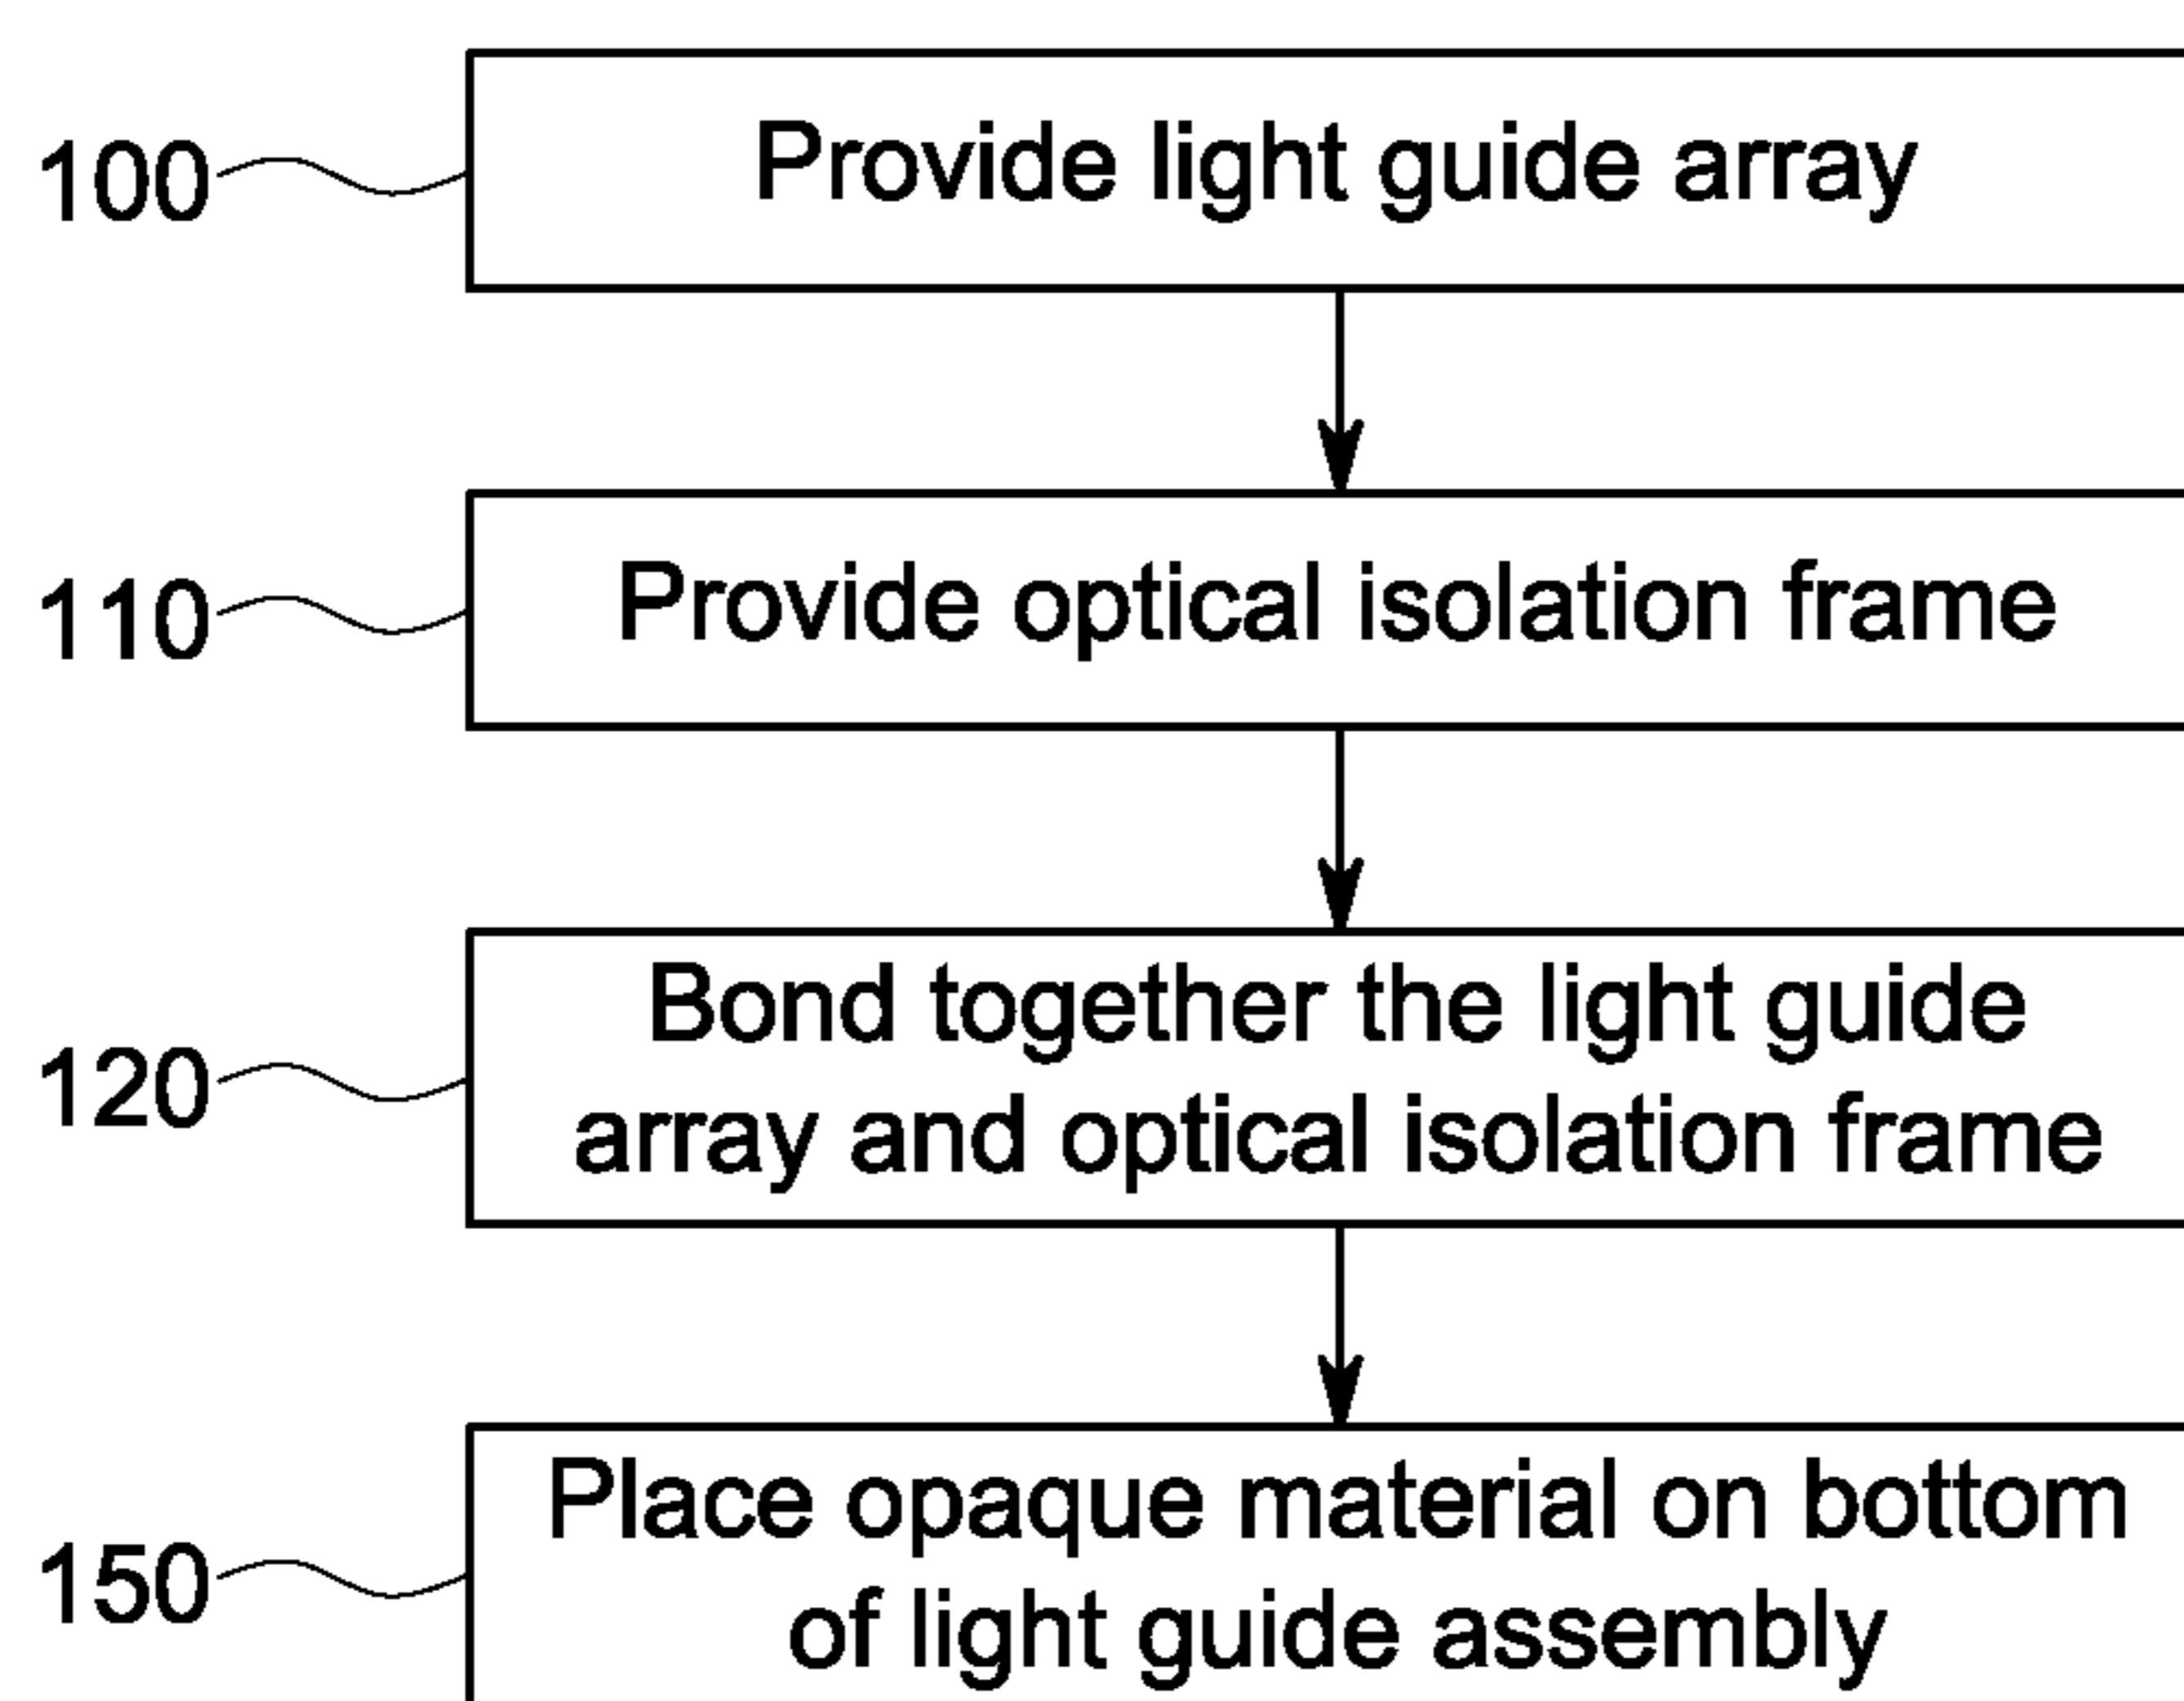 100
Provide light guide array
110
Provide optical isolation frame
120
Bond together the light guide
array and optical isolation frame
150
Place opaque material on bottom
of light guide assembly